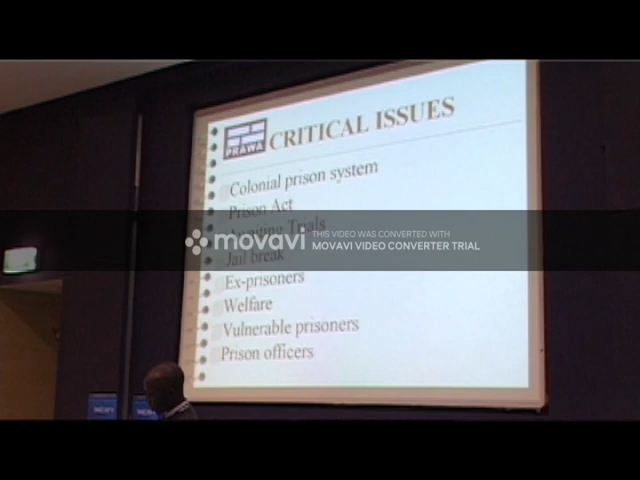 PRAWA
CRITICAL ISSUES
Colonial prison system
Prison Act
Awaiting Trials
Jail break
Ex-prisoners
Welfare
Vulnerable prisoners
Prison officers
movavi
THIS VIDEO WAS CONVERTED WITH
MOVAVI VIDEO CONVERTER TRIAL